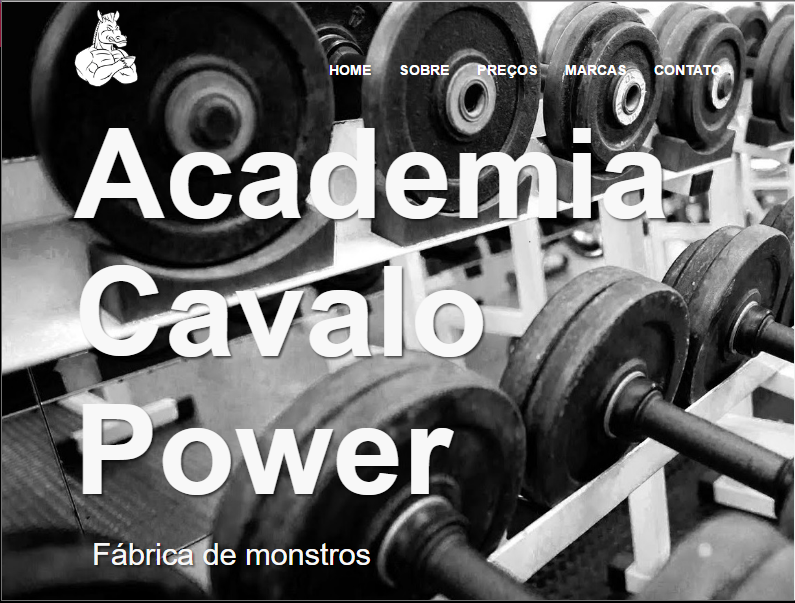 HOME SOBRE PREÇOS MARCAS CONTATO
Academia
Cavalo
Power
Fábrica de monstros